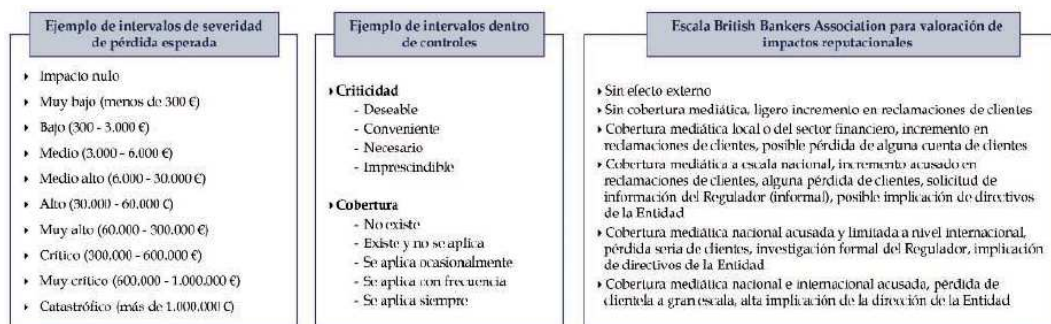 Ejemplo de intervalos de severidad
de pérdida esperada
Impacto nulo
Muy bajo (menos de 300 €)
Bajo (300 - 3.000 €)
Medio (3.000 - 6.000 €)
Medio alto (6.000 - 30.000 €)
Alto (30.000 - 60.000 €)
Muy alto (60.000 - 300.000 €)
Crítico (300.000 - 600.000 €)
Muy crítico (600.000 - 1.000.000 €)
Catastrófico (más de 1.000.000 €)
Ejemplo de intervalos dentro
de controles
Criticidad
- Deseable
- Conveniente
- Necesario
- Imprescindible
Cobertura
- No existe
- Existe y no se aplica
- Se aplica ocasionalmente
- Se aplica con frecuencia
- Se aplica siempre
Escala British Bankers Association para valoración de
impactos reputacionales
Sin efecto externo
Sin cobertura mediática, ligero incremento en reclamaciones de clientes
Cobertura mediática local o del sector financiero, incremento en
reclamaciones de clientes, posible pérdida de alguna cuenta de clientes
Cobertura mediática a escala nacional, incremento acusado en
reclamaciones de clientes, alguna pérdida de clientes, solicitud de
información del Regulador (informal), posible implicación de directivos
de la Entidad
Cobertura mediática nacional acusada y limitada a nivel internacional,
pérdida seria de clientes, investigación formal del Regulador, implicación
de directivos de la Entidad
Cobertura mediática nacional e internacional acusada, pérdida de
clientela a gran escala, alta implicación de la dirección de la Entidad